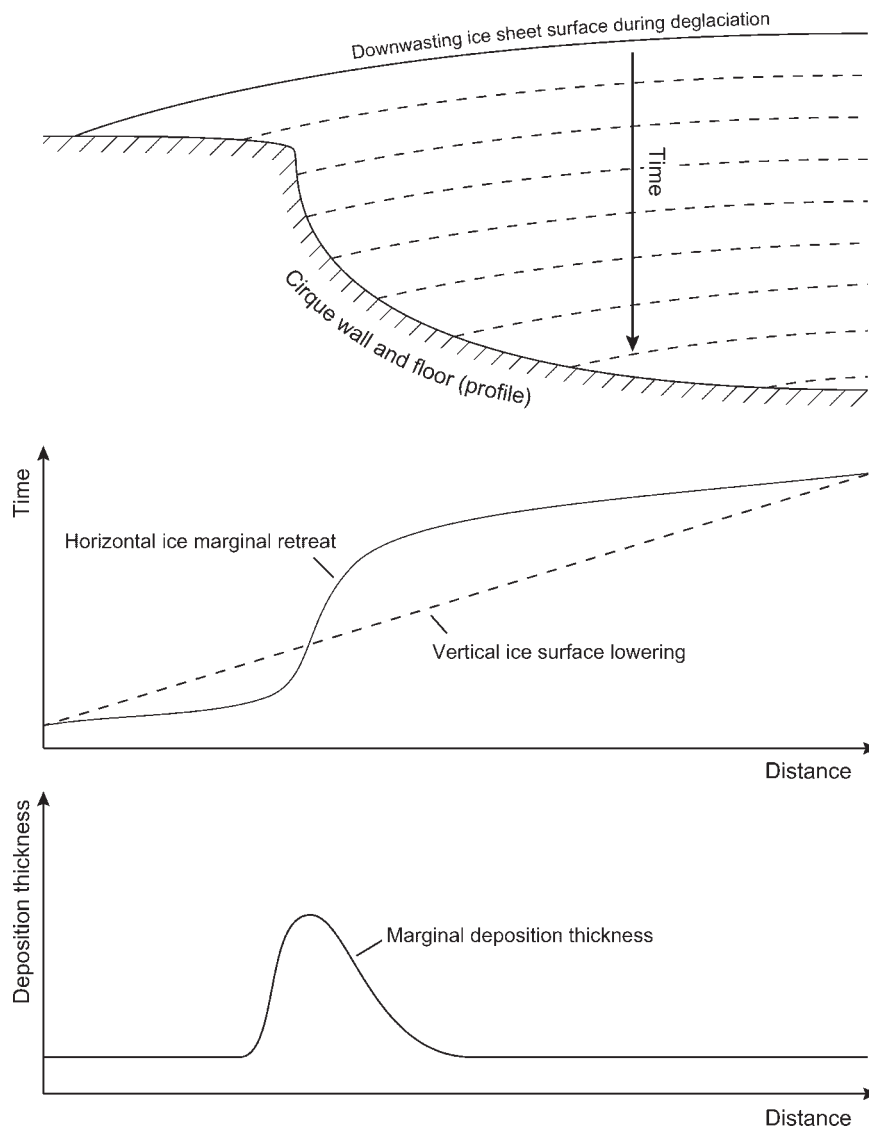 Downwasting ice sheet surface during deglaciation
Time
Cirque wall and floor (profile)
Time
Horizontal ice marginal retreat
Vertical ice surface lowering
Distance
Deposition thickness
Marginal deposition thickness
Distance